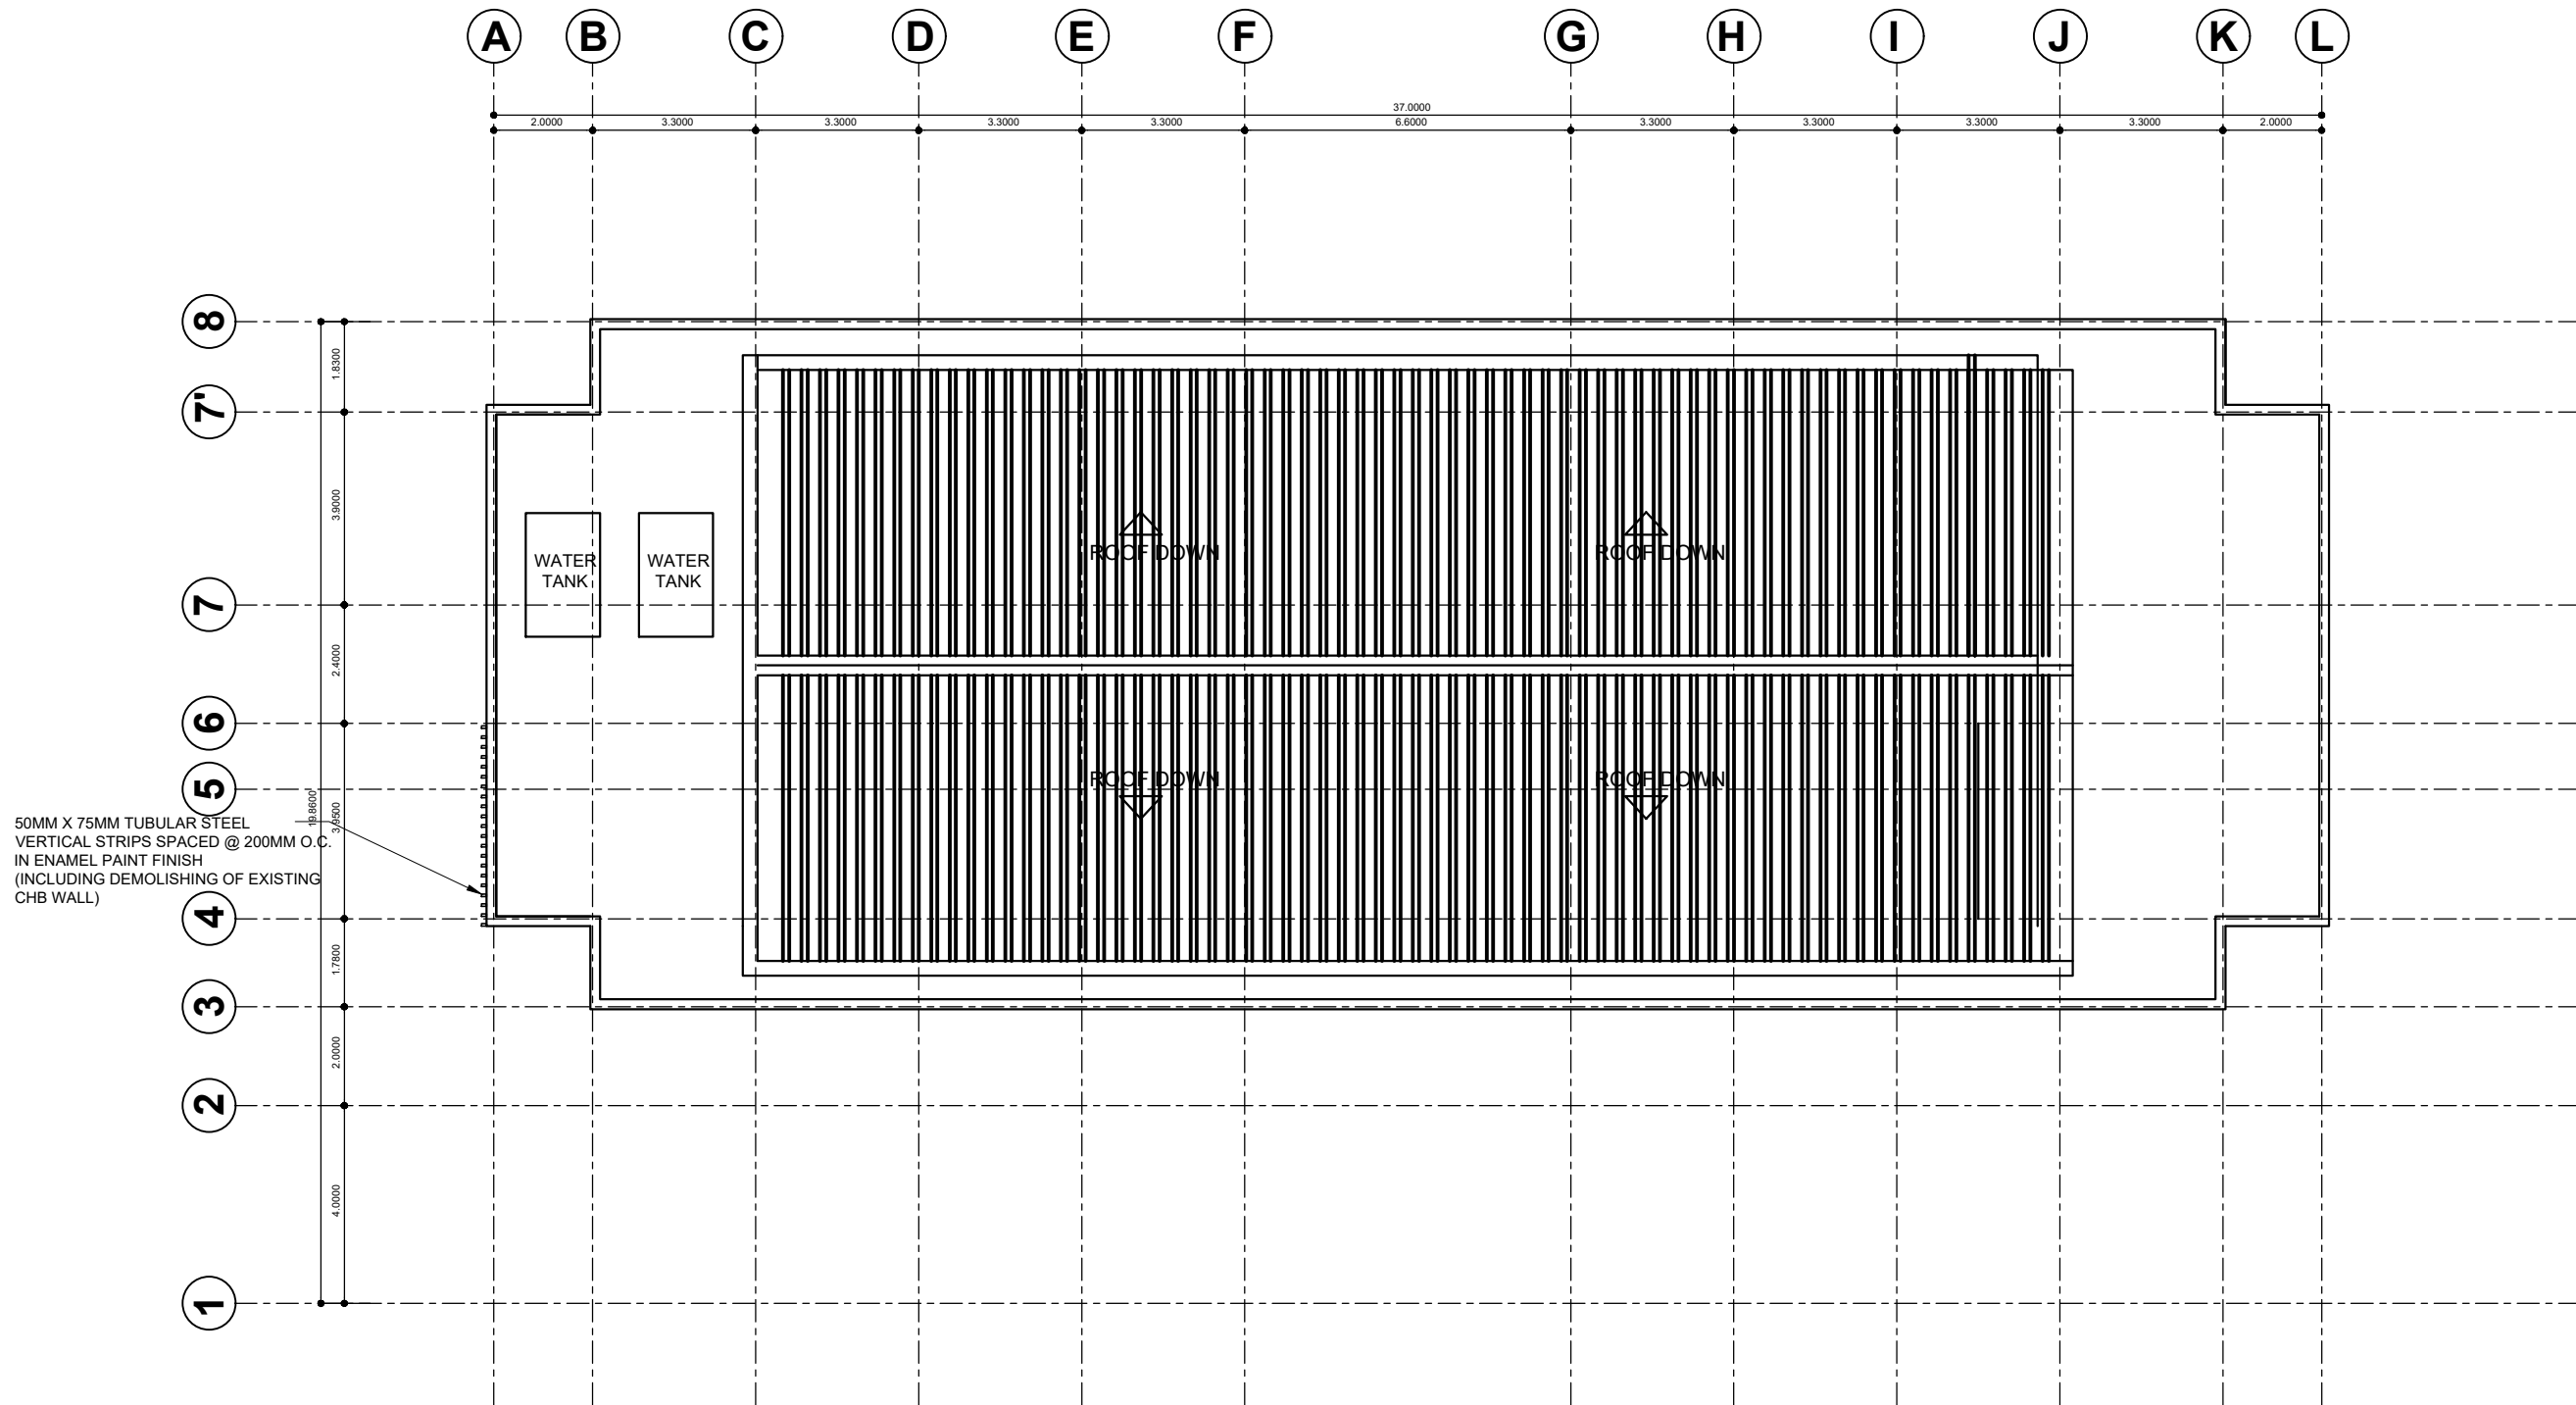 A B C D E F G H I J K L
37.0000
2.0000 3.3000 3.3000 3.3000 3.3000 6.6000 3.3000 3.3000 3.3000 3.3000 2.0000
8
1.8300
7'
3.9000
WATER
TANK
WATER
TANK
ROOF DOWN
ROOF DOWN
7
2.4000
6
ROOF DOWN
ROOF DOWN
5
19.8600
3.9500
50MM X 75MM TUBULAR STEEL
VERTICAL STRIPS SPACED @ 200MM O.C.
IN ENAMEL PAINT FINISH
(INCLUDING DEMOLISHING OF EXISTING
CHB WALL)
4
1.7800
3
2.0000
2
4.0000
1